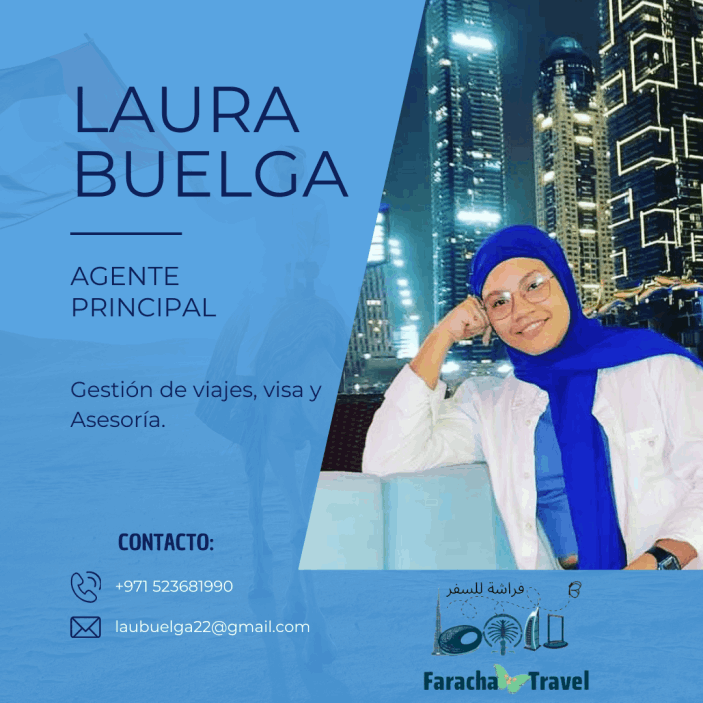 LAURA
BUELGA
AGENTE
PRINCIPAL
Gestión de viajes, visa y
Asesoría.
CONTACTO:
+971 523681990
laubuelga22@gmail.com
فراشة للسفر
Faracha Travel